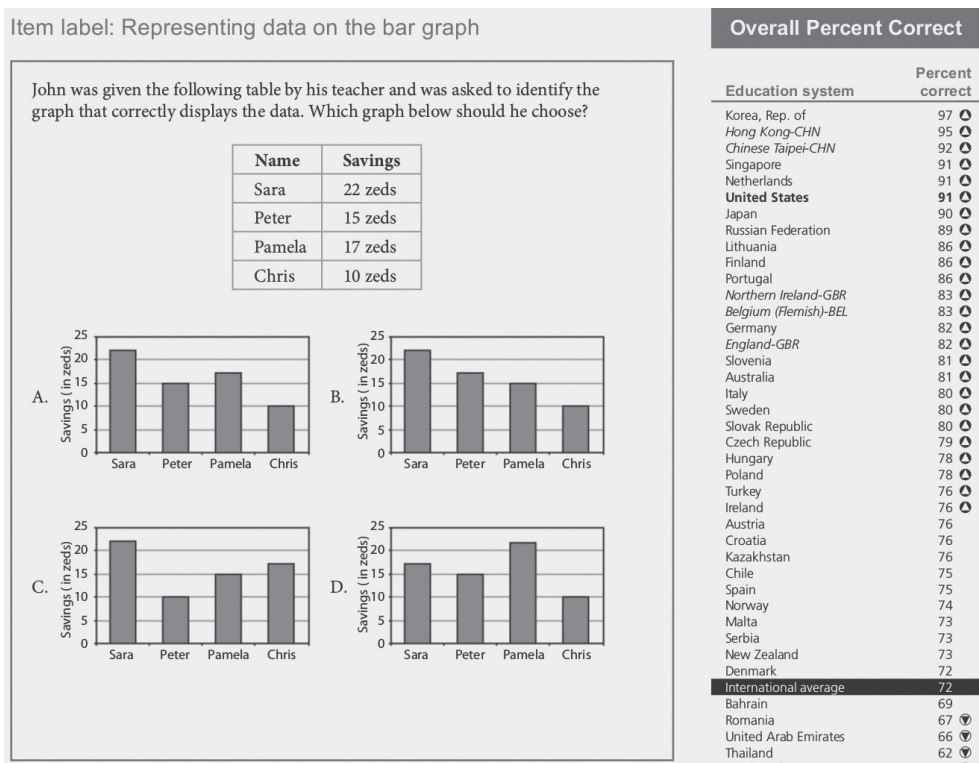 Item label: Representing data on the bar graph
John was given the following table by his teacher and was asked to identify the
graph that correctly displays the data. Which graph below should he choose?
Name Savings
Sara 22 zeds
Peter 15 zeds
Pamela 17 zeds
Chris 10 zeds
A.
Savings ( in zeds)
25
20
15
10
5
0
Sara Peter Pamela Chris
B.
Savings ( in zeds)
25
20
15
10
5
0
Sara Peter Pamela Chris
C.
Savings ( in zeds)
25
20
15
10
5
0
Sara Peter Pamela Chris
D.
Savings ( in zeds)
25
20
15
10
5
0
Sara Peter Pamela Chris
Overall Percent Correct
Percent
Education system correct
Korea, Rep. of 97
Hong Kong-CHN 95
Chinese Taipei-CHN 92
Singapore 91
Netherlands 91
United States 91
Japan 90
Russian Federation 89
Lithuania 86
Finland 86
Portugal 86
Northern Ireland-GBR 83
Belgium (Flemish)-BEL 83
Germany 82
England-GBR 82
Slovenia 81
Australia 81
Italy 80
Sweden 80
Slovak Republic 80
Czech Republic 79
Hungary 78
Poland 78
Turkey 76
Ireland 76
Austria 76
Croatia 76
Kazakhstan 76
Chile 75
Spain 75
Norway 74
Malta 73
Serbia 73
New Zealand 73
Denmark 72
International average 72
Bahrain 69
Romania 67
United Arab Emirates 66
Thailand 62